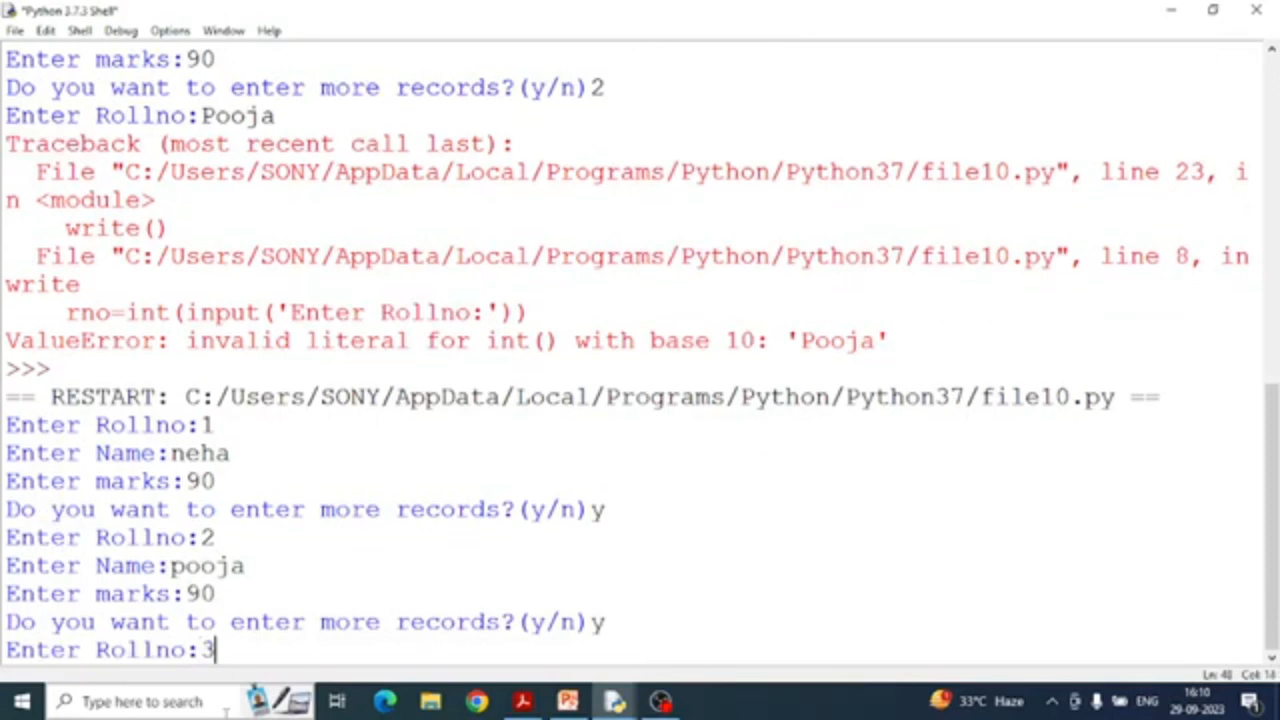 *Python 3.7.3 Shell*
File Edit Shell Debug Options Window Help
Enter marks:90
Do you want to enter more records?(y/n)2
Enter Rollno:Pooja
Traceback (most recent call last):
  File "C:/Users/SONY/AppData/Local/Programs/Python/Python37/file10.py", line 23, i
n <module>
    write()
  File "C:/Users/SONY/AppData/Local/Programs/Python/Python37/file10.py", line 8, in
write
    rno=int(input('Enter Rollno:'))
ValueError: invalid literal for int() with base 10: 'Pooja'
>>>
== RESTART: C:/Users/SONY/AppData/Local/Programs/Python/Python37/file10.py ==
Enter Rollno:1
Enter Name:neha
Enter marks:90
Do you want to enter more records?(y/n)y
Enter Rollno:2
Enter Name:pooja
Enter marks:90
Do you want to enter more records?(y/n)y
Enter Rollno:3
Ln: 48 Col: 14
Type here to search
33°C Haze
ENG
16:10
29-09-2023